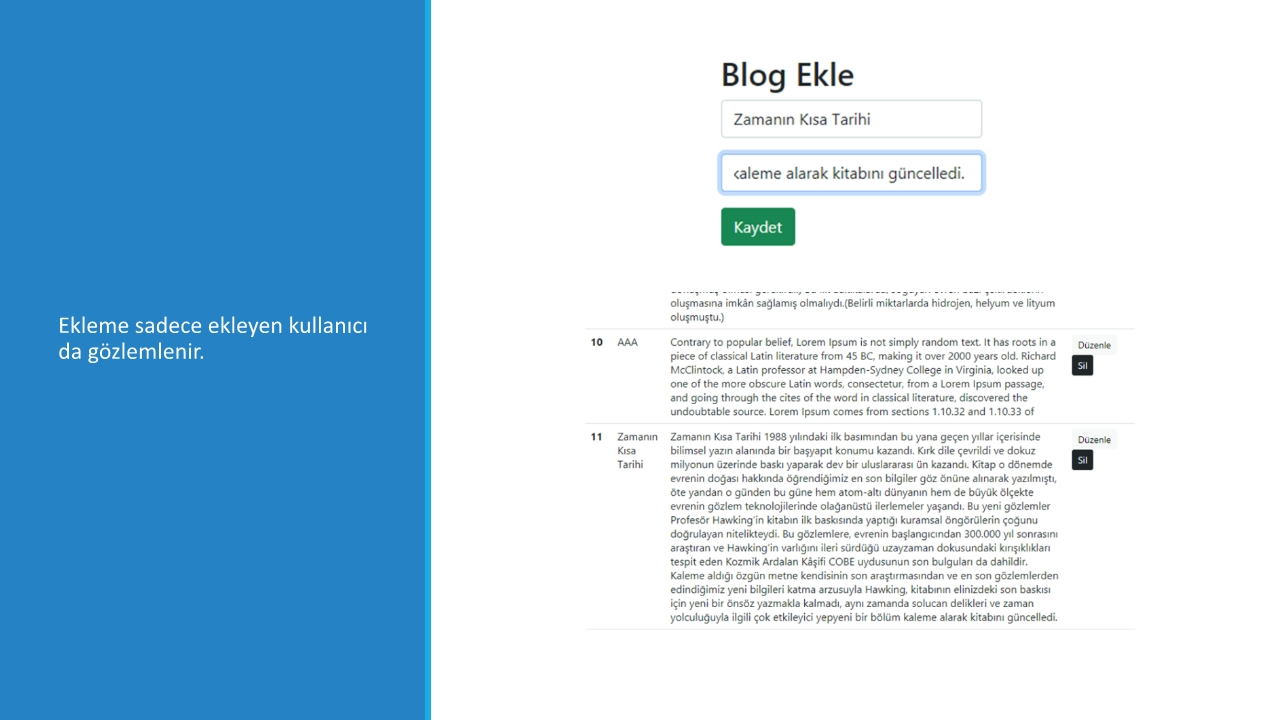 Ekleme sadece ekleyen kullanıcı
da gözlemlenir.
Blog Ekle
Zamanın Kısa Tarihi
kaleme alarak kitabını güncelledi.
Kaydet
oluşmasına imkân sağlamış olmalıydı.(Belirli miktarlarda hidrojen, helyum ve lityum
oluşmuştu.)
10 AAA Contrary to popular belief, Lorem Ipsum is not simply random text. It has roots in a Düzenle
piece of classical Latin literature from 45 BC, making it over 2000 years old. Richard
McClintock, a Latin professor at Hampden-Sydney College in Virginia, looked up Sil
one of the more obscure Latin words, consectetur, from a Lorem Ipsum passage,
and going through the cites of the word in classical literature, discovered the
undoubtable source. Lorem Ipsum comes from sections 1.10.32 and 1.10.33 of
11 Zamanın Zamanın Kısa Tarihi 1988 yılındaki ilk basımından bu yana geçen yıllar içerisinde Düzenle
Kısa bilimsel yazın alanında bir başyapıt konumu kazandı. Kırk dile çevrildi ve dokuz
Tarihi milyonun üzerinde baskı yaparak dev bir uluslararası ün kazandı. Kitap o dönemde Sil
evrenin doğası hakkında öğrendiğimiz en son bilgiler göz önüne alınarak yazılmıştı,
öte yandan o günden bu güne hem atom-altı dünyanın hem de büyük ölçekte
evrenin gözlem teknolojilerinde olağanüstü ilerlemeler yaşandı. Bu yeni gözlemler
Profesör Hawking'in kitabın ilk baskısında yaptığı kuramsal öngörülerin çoğunu
doğrulayan nitelikteydi. Bu gözlemlere, evrenin başlangıcından 300.000 yıl sonrasını
araştıran ve Hawking'in varlığını ileri sürdüğü uzayzaman dokusundaki kırışıklıkları
tespit eden Kozmik Ardalan Kâşifi COBE uydusunun son bulguları da dahildir.
Kaleme aldığı özgün metne kendisinin son araştırmasından ve en son gözlemlerden
edindiğimiz yeni bilgileri katma arzusuyla Hawking, kitabının elinizdeki son baskısı
için yeni bir önsöz yazmakla kalmadı, aynı zamanda solucan delikleri ve zaman
yolculuğuyla ilgili çok etkileyici yepyeni bir bölüm kaleme alarak kitabını güncelledi.